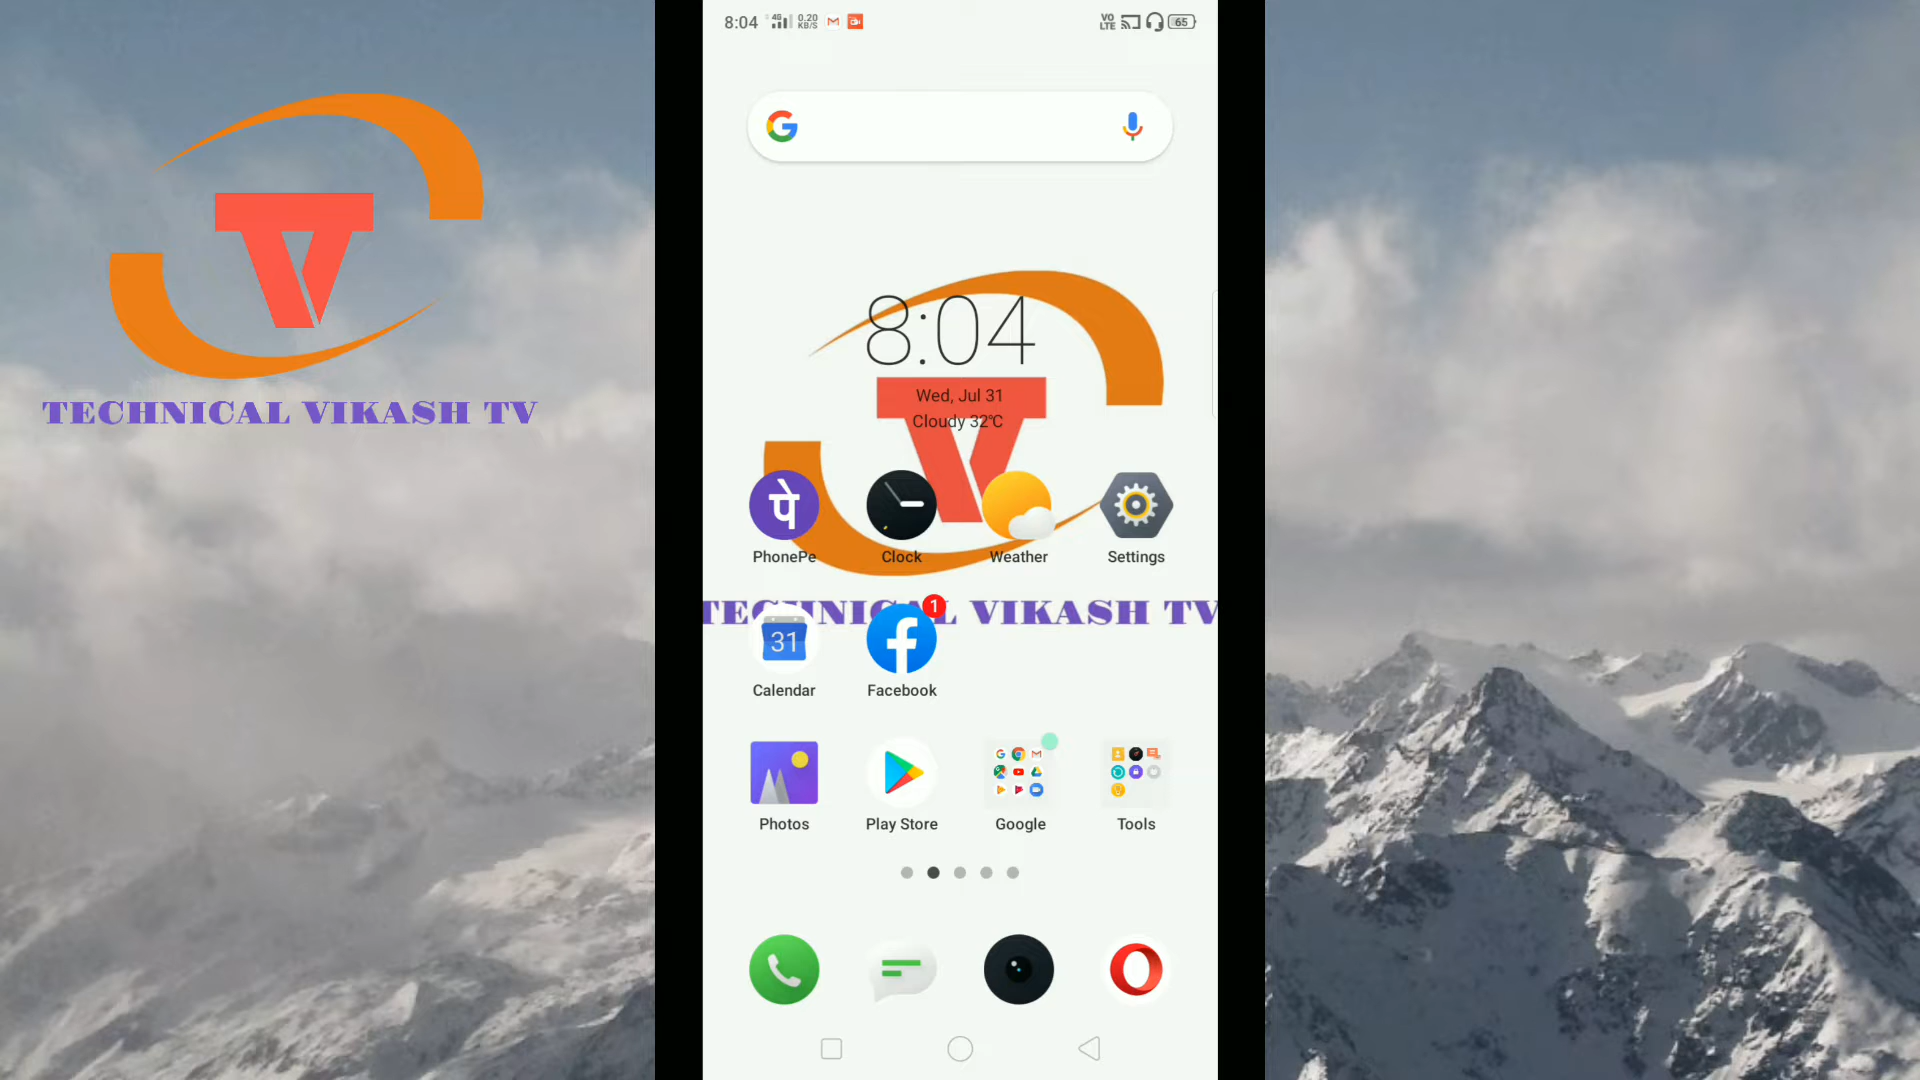 TECHNICAL VIKASH TV
8:04 4G 0.20 KB/S VO LTE 65
8:04
Wed, Jul 31
Cloudy 32℃
पे
PhonePe Clock Weather Settings
TECHNICAL VIKASH TV
31 1
Calendar Facebook
Photos Play Store Google Tools